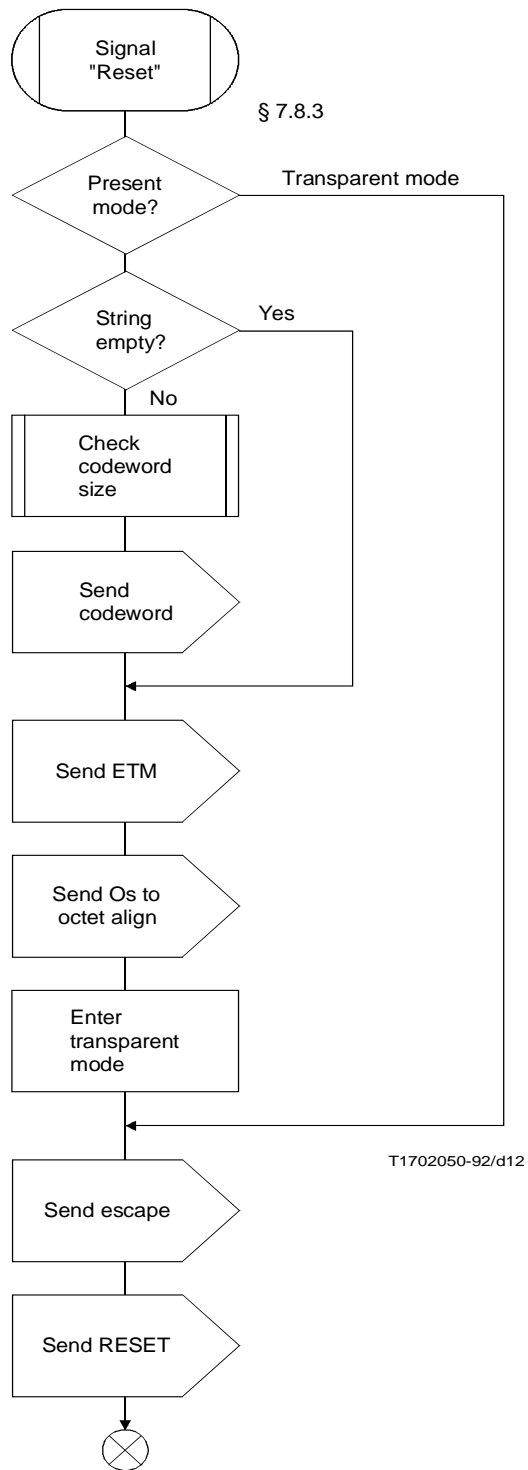 Signal
"Reset"
§ 7.8.3
Present
mode?
Transparent mode
String
empty?
Yes
No
Check
codeword
size
Send
codeword
Send ETM
Send Os to
octet align
Enter
transparent
mode
T1702050-92/d12
Send escape
Send RESET